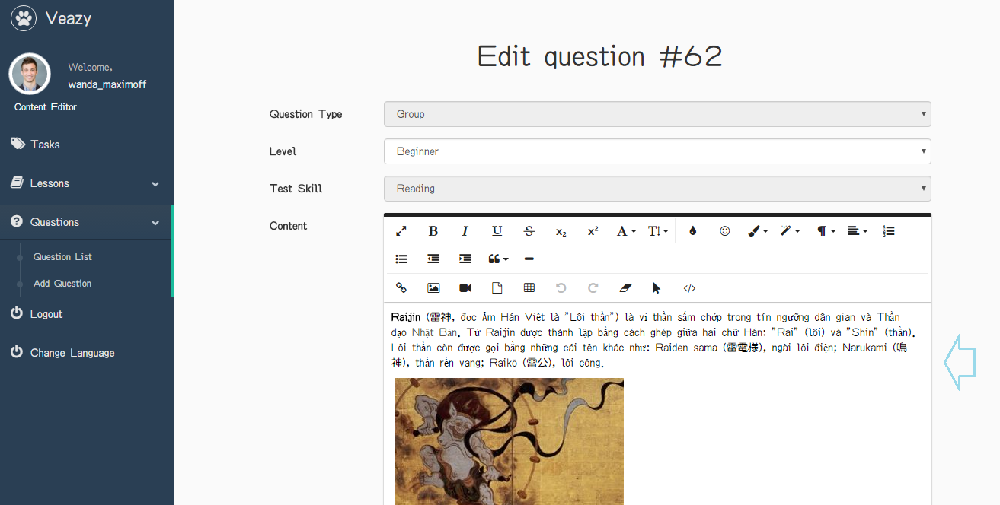 Veazy
Welcome,
wanda_maximoff
Content Editor
Tasks
Lessons
Questions
Question List
Add Question
Logout
Change Language
Edit question #62
Question Type
Group
Level
Beginner
Test Skill
Reading
Content
Raijin (雷神, đọc Âm Hán Việt là "Lôi thần") là vị thần sấm chớp trong tín ngưỡng dân gian và Thần
đạo Nhật Bản. Từ Raijin được thành lập bằng cách ghép giữa hai chữ Hán: "Rai" (lôi) và "Shin" (thần).
Lôi thần còn được gọi bằng những cái tên khác như: Raiden sama (雷電様), ngài lôi điện; Narukami (鳴
神), thần rền vang; Raikō (雷公), lôi công.